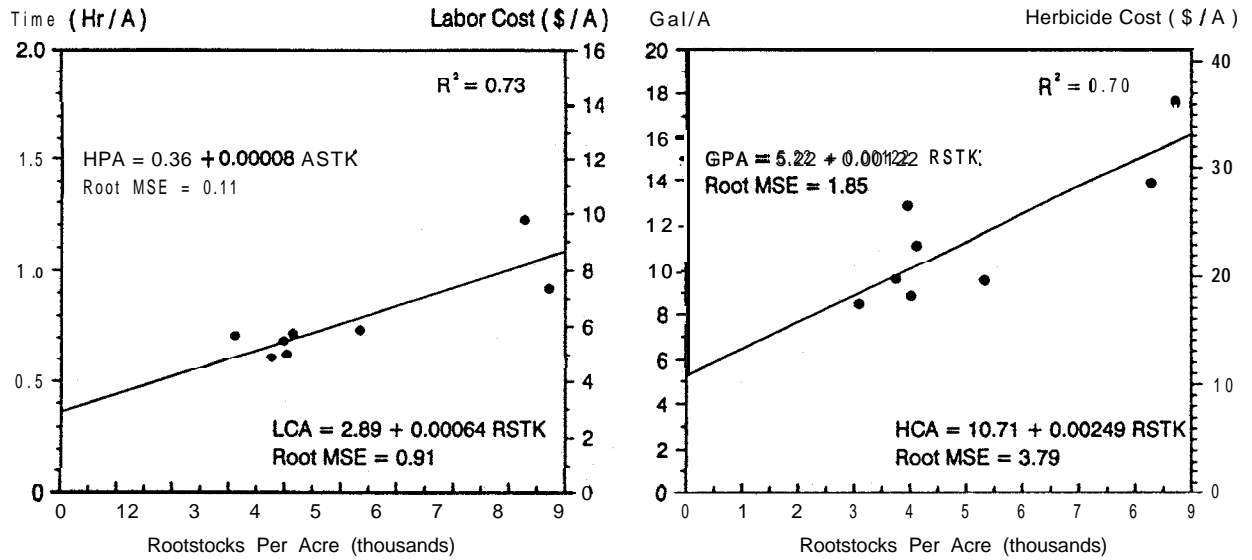 Time (Hr/A) Labor Cost ($/A)
2.0 16
R² = 0.73
14
HPA = 0.36 + 0.00008 ASTK
1.5 12
Root MSE = 0.11
10
1.0 8
6
0.5 4
LCA = 2.89 + 0.00064 RSTK
2
Root MSE = 0.91
0 0
0 12 3 4 5 5 7 8 9
Rootstocks Per Acre (thousands)
Gal/A Herbicide Cost ($/A)
20 40
R² = 0.70
18
16
GPA = 5.22 + 0.00122 RSTK
30
14
Root MSE = 1.85
12
10 20
8
6
10
4
HCA = 10.71 + 0.00249 RSTK
2
Root MSE = 3.79
0 0
0 1 2 3 4 5 6 7 8 9
Rootstocks Per Acre (thousands)